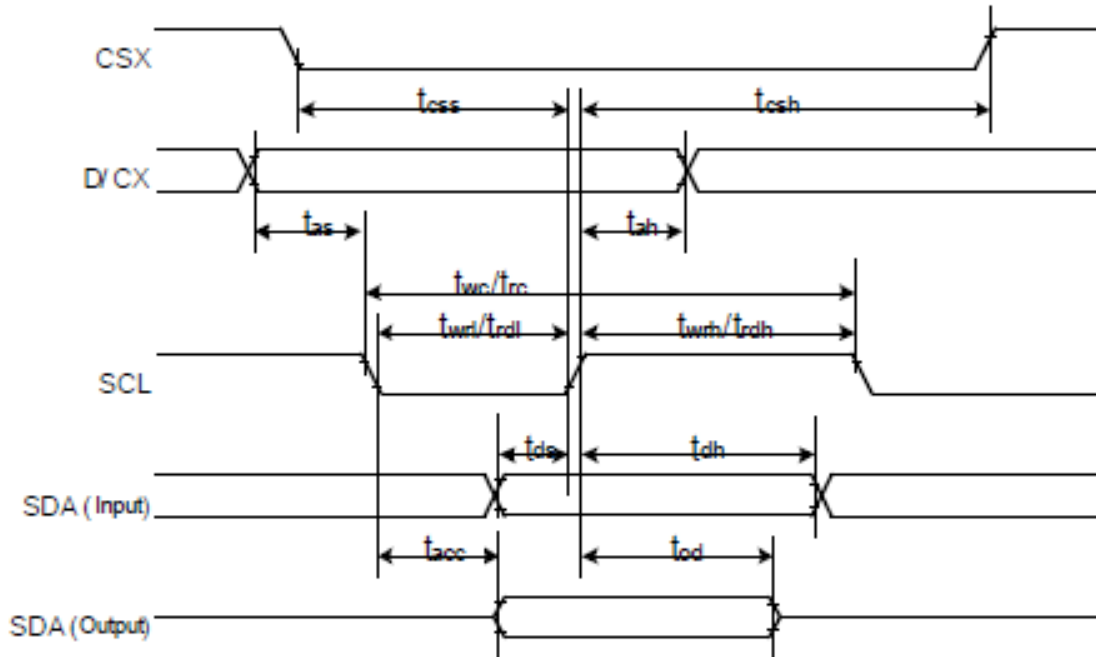 CSX
tcss
tcsh
D/ CX
tas
tah
twc/trc
twrl/trdl
twrh/trdh
SCL
tds
tdh
SDA ( Input)
tacc
tod
SDA (Output)